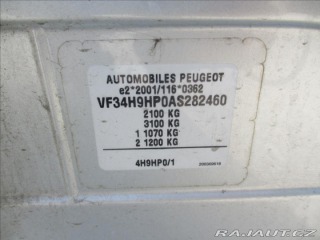 AUTOMOBILES PEUGEOT
e2*2001/116*0362
VF34H9HP0AS282460
2100 KG
3100 KG
1 1070 KG
2 1200 KG
4H9HP0/1
RAJAUT.CZ